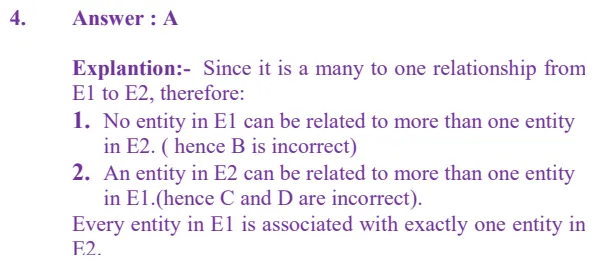 4. Answer : A
Explantion:- Since it is a many to one relationship from
E1 to E2, therefore:
1. No entity in E1 can be related to more than one entity
in E2. ( hence B is incorrect)
2. An entity in E2 can be related to more than one entity
in E1.(hence C and D are incorrect).
Every entity in E1 is associated with exactly one entity in
E2.